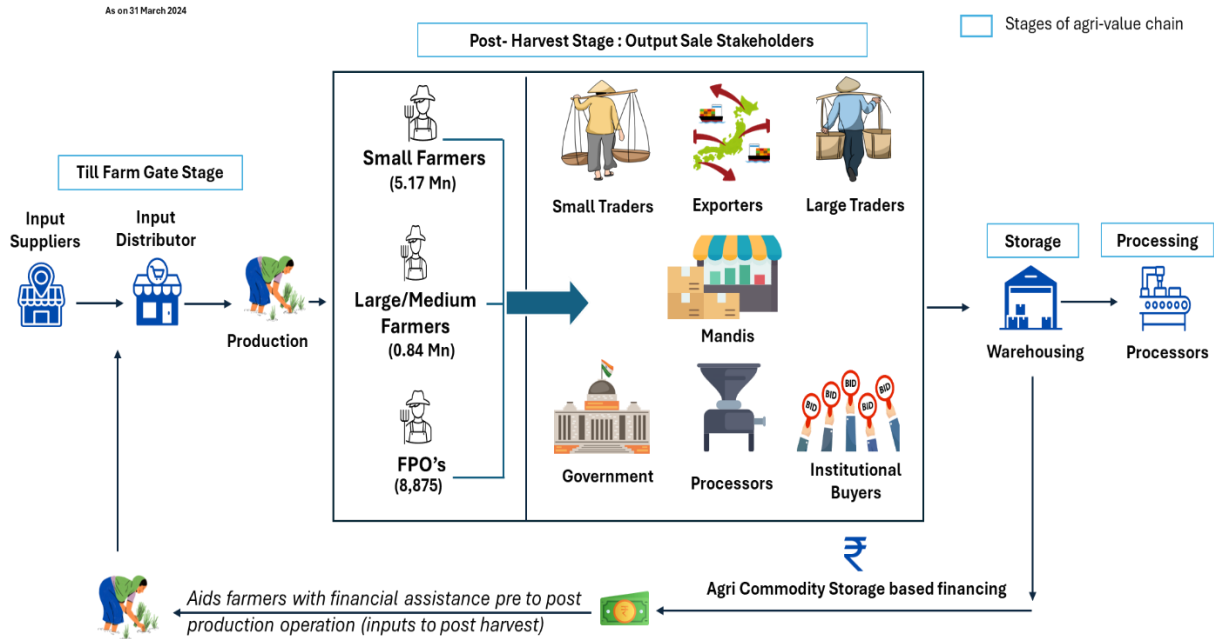 As on 31 March 2024
Stages of agri-value chain
Post- Harvest Stage : Output Sale Stakeholders
Till Farm Gate Stage
Input
Suppliers
Input
Distributor
Production
Small Farmers
(5.17 Mn)
Large/Medium
Farmers
(0.84 Mn)
FPO's
(8,875)
Small Traders
Exporters
Large Traders
Mandis
Government
Processors
BID
BID
BID
BID
BID
Institutional
Buyers
Storage
Warehousing
Processing
Processors
₹
Agri Commodity Storage based financing
₹
Aids farmers with financial assistance pre to post
production operation (inputs to post harvest)